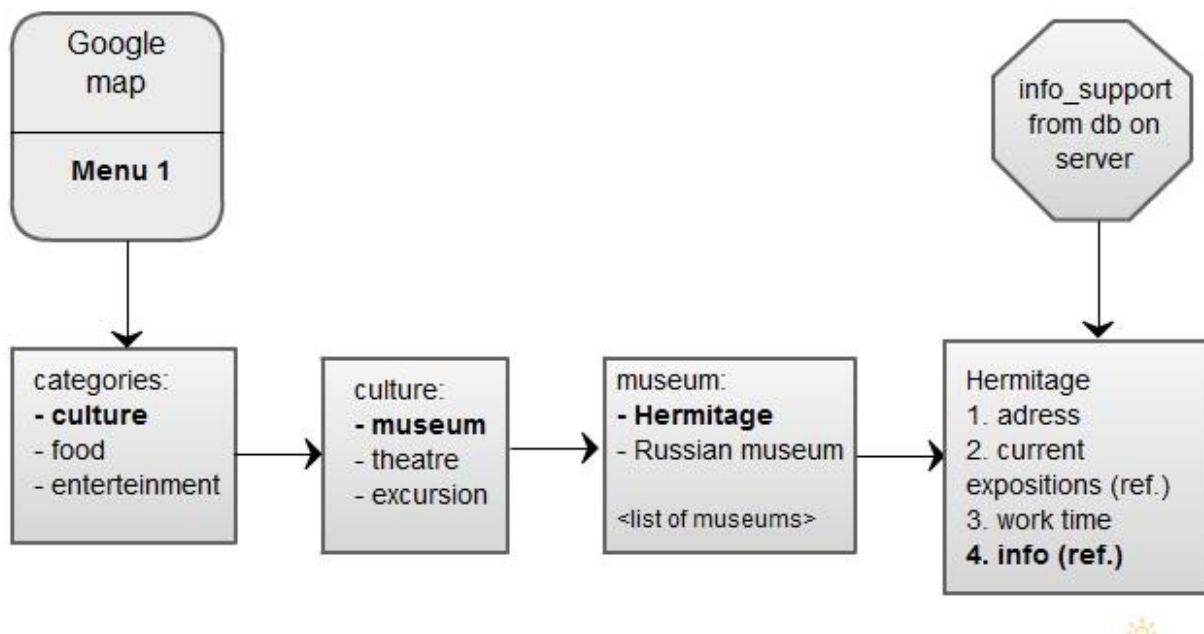 Google
map
Menu 1
info_support
from db on
server
categories:
- culture
- food
- enterteinment
culture:
- museum
- theatre
- excursion
museum:
- Hermitage
- Russian museum
<list of museums>
Hermitage
1. adress
2. current
expositions (ref.)
3. work time
4. info (ref.)